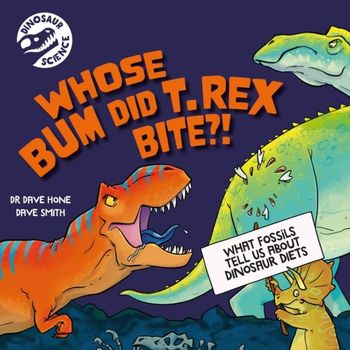 DINOSAUR
SCIENCE
WHOSE
BUM DID T. REX
BITE?!
DR DAVE HONE
DAVE SMITH
WHAT FOSSILS
TELL US ABOUT
DINOSAUR DIETS